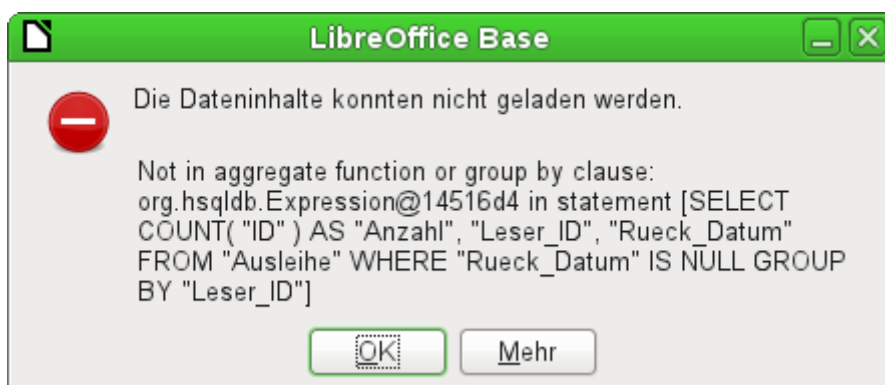 LibreOffice Base
Die Dateninhalte konnten nicht geladen werden.
Not in aggregate function or group by clause:
org.hsqldb.Expression@14516d4 in statement [SELECT
COUNT( "ID" ) AS "Anzahl", "Leser_ID", "Rueck_Datum"
FROM "Ausleihe" WHERE "Rueck_Datum" IS NULL GROUP
BY "Leser_ID"]
OK
Mehr